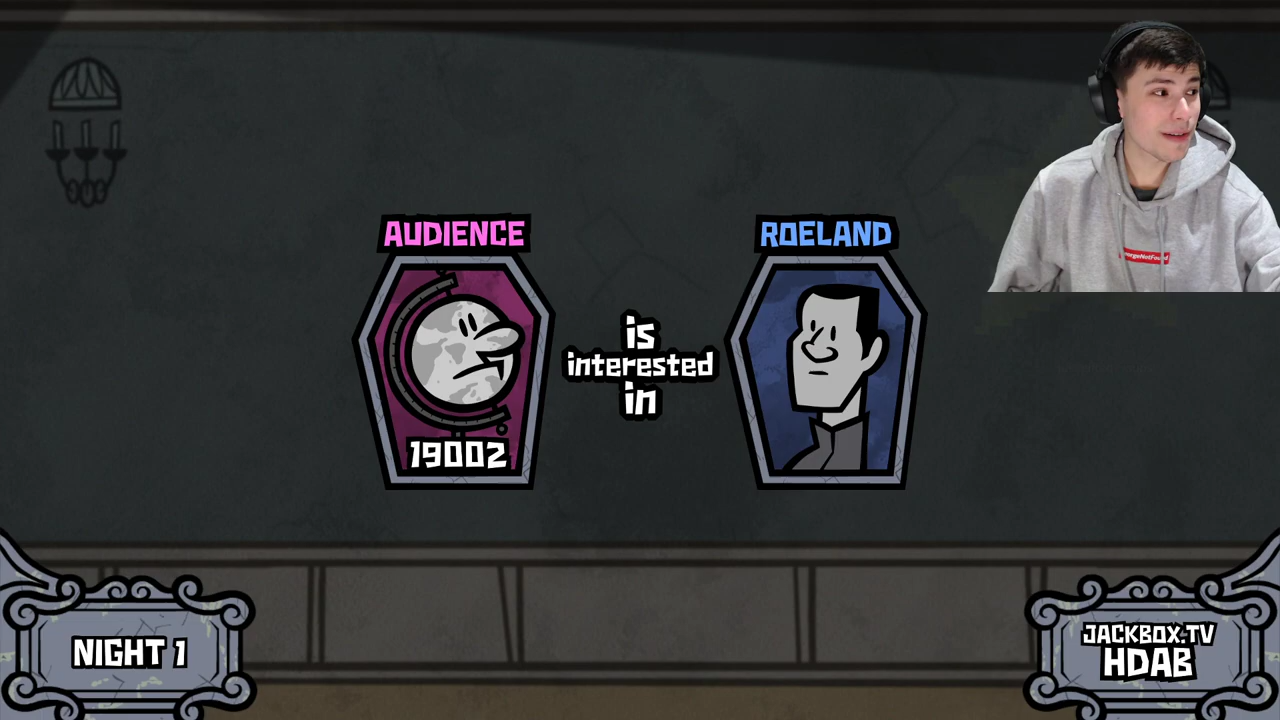 AUDIENCE
ROELAND
is
interested
in
19002
NIGHT 1
JACKBOX.TV
HDAB